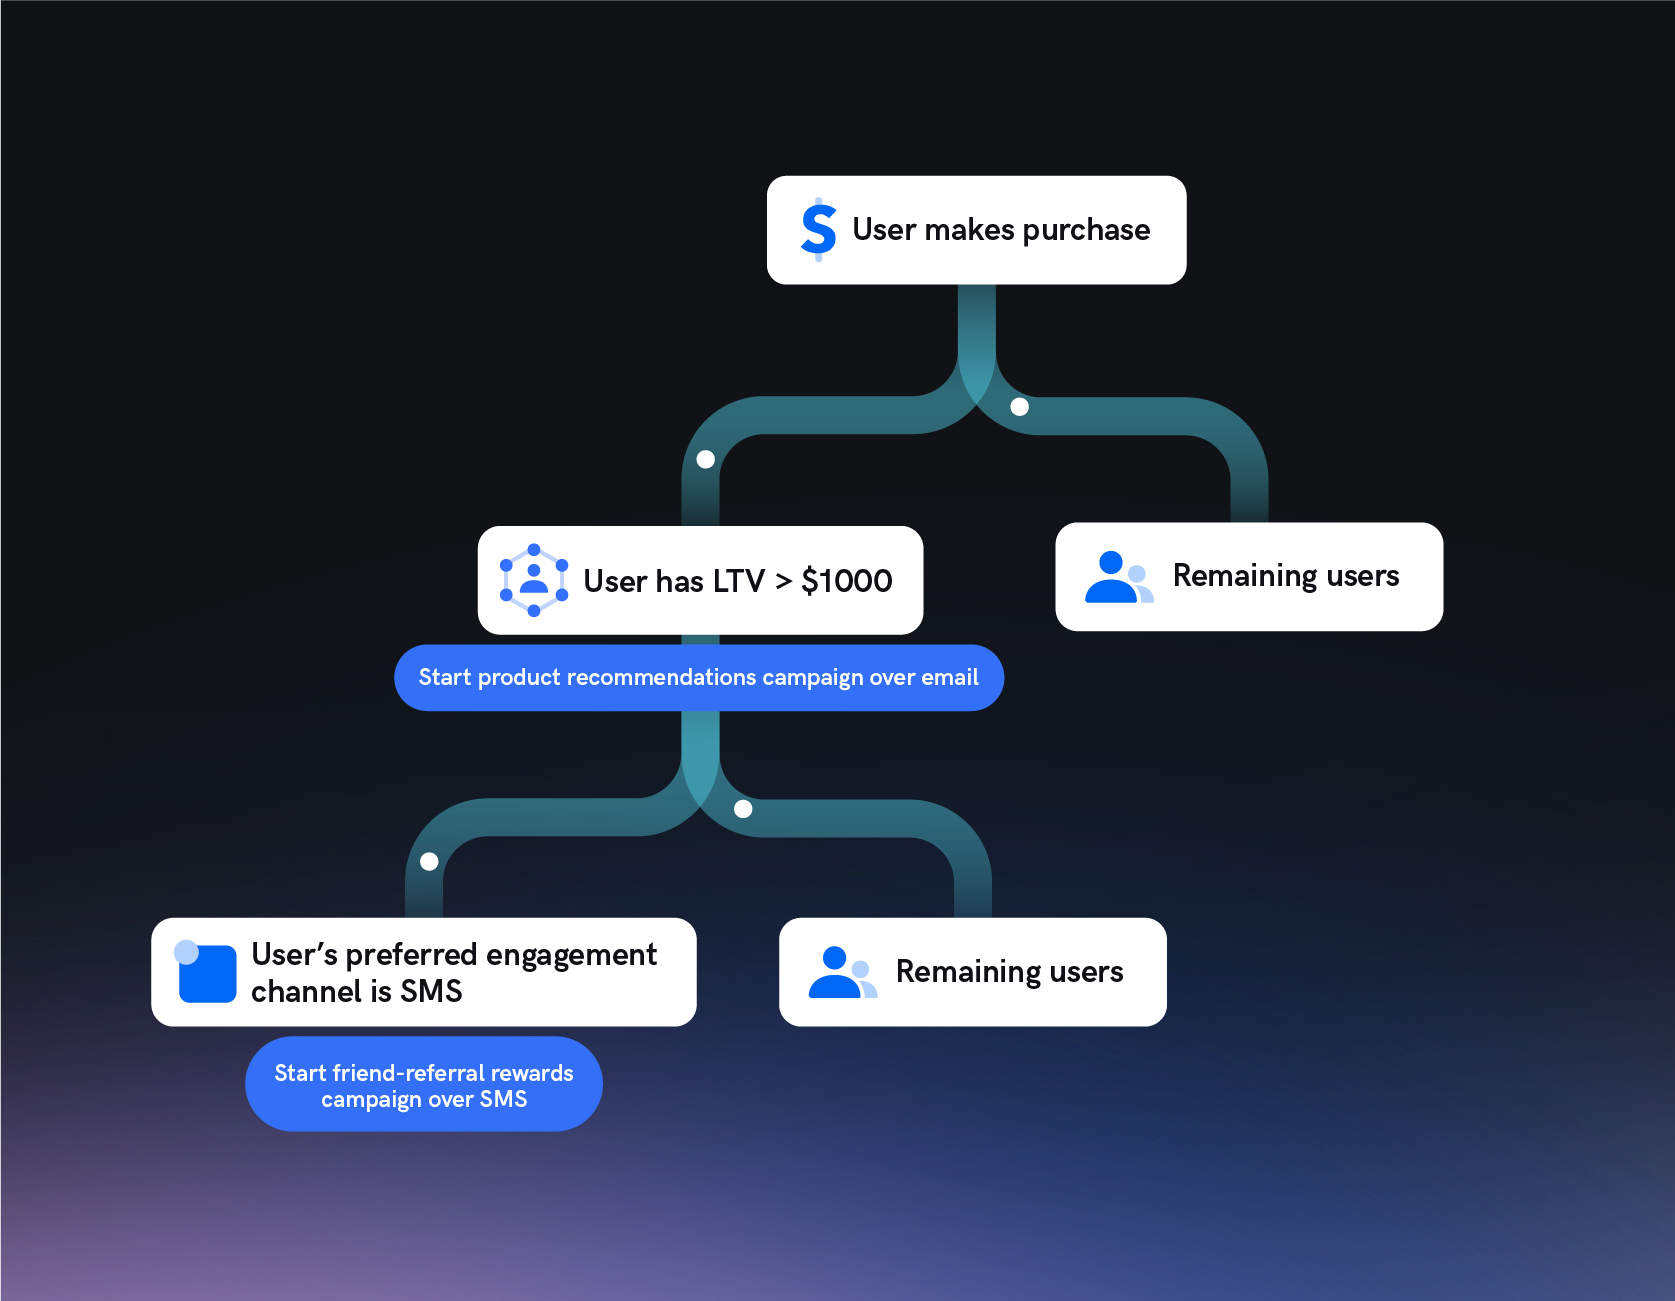 User makes purchase
User has LTV > $1000
Remaining users
Start product recommendations campaign over email
User’s preferred engagement
channel is SMS
Remaining users
Start friend-referral rewards
campaign over SMS